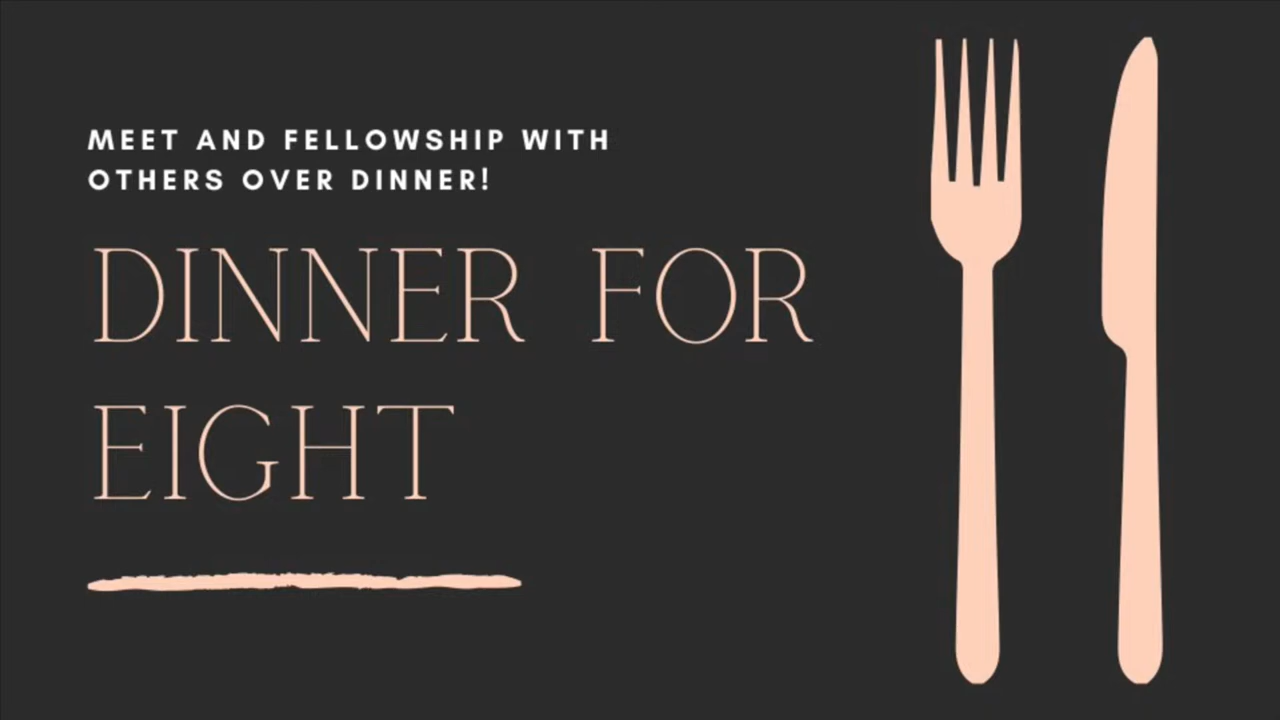 MEET AND FELLOWSHIP WITH
OTHERS OVER DINNER!
DINNER FOR
EIGHT